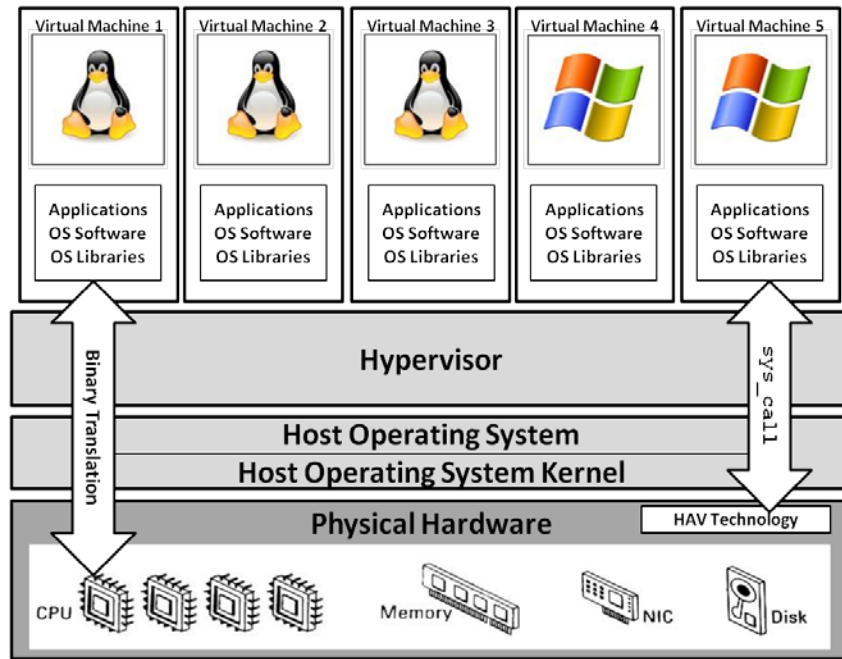 Virtual Machine 1
Virtual Machine 2
Virtual Machine 3
Virtual Machine 4
Virtual Machine 5
Applications
OS Software
OS Libraries
Applications
OS Software
OS Libraries
Applications
OS Software
OS Libraries
Applications
OS Software
OS Libraries
Applications
OS Software
OS Libraries
Binary Translation
Hypervisor
sys_call
Host Operating System
Host Operating System Kernel
Physical Hardware
HAV Technology
CPU
Memory
NIC
Disk